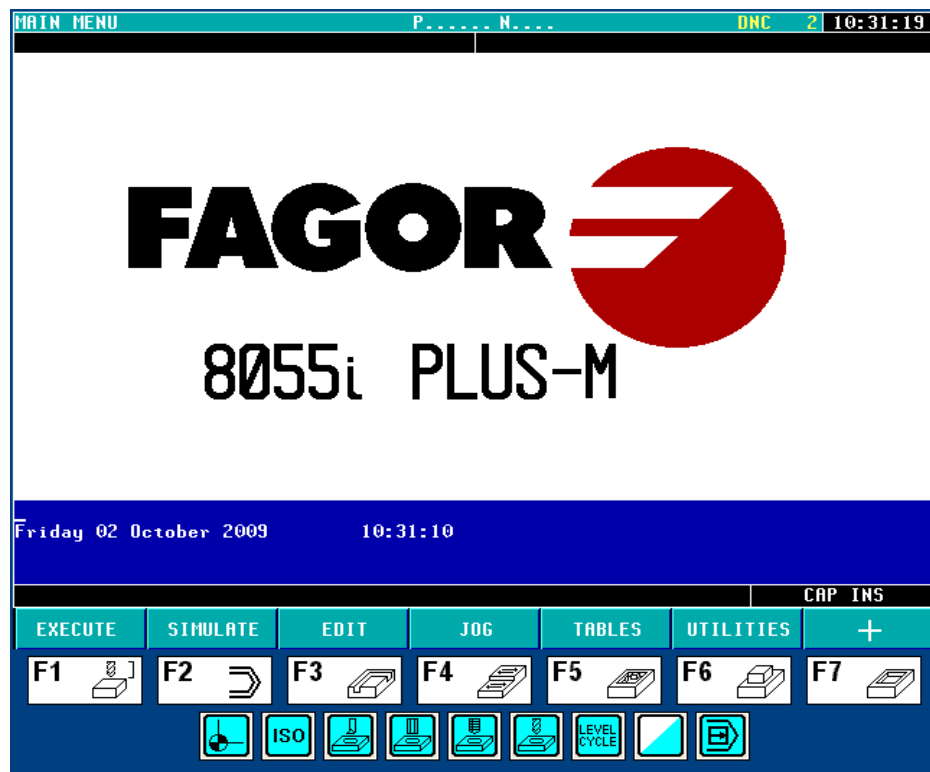 MAIN MENU P...... N.... DNC 2 10:31:19
FAGOR
8055i PLUS-M
Friday 02 October 2009 10:31:10
CAP INS
EXECUTE SIMULATE EDIT JOG TABLES UTILITIES +
F1 F2 F3 F4 F5 F6 F7
ISO LEVEL
CYCLE